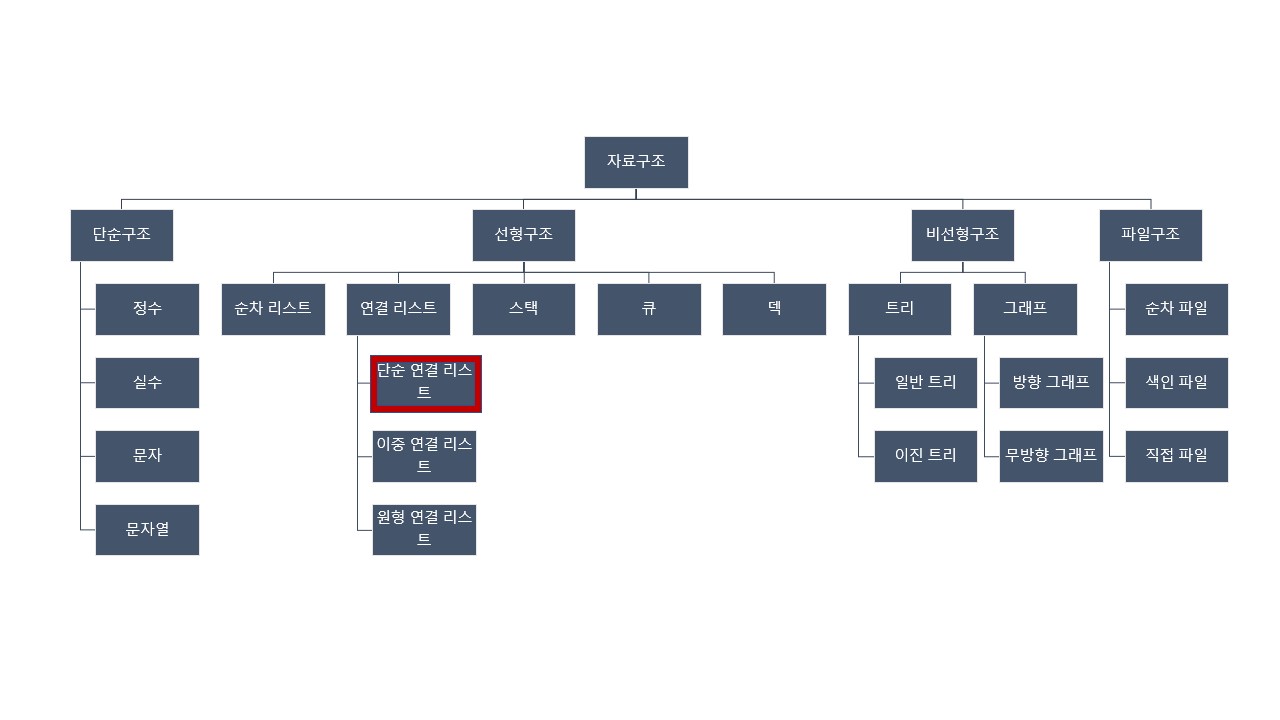 자료구조
단순구조
선형구조
비선형구조
파일구조
정수
순차 리스트
연결 리스트
스택
큐
덱
트리
그래프
순차 파일
실수
단순 연결 리스
트
일반 트리
방향 그래프
색인 파일
문자
이중 연결 리스
트
이진 트리
무방향 그래프
직접 파일
문자열
원형 연결 리스
트